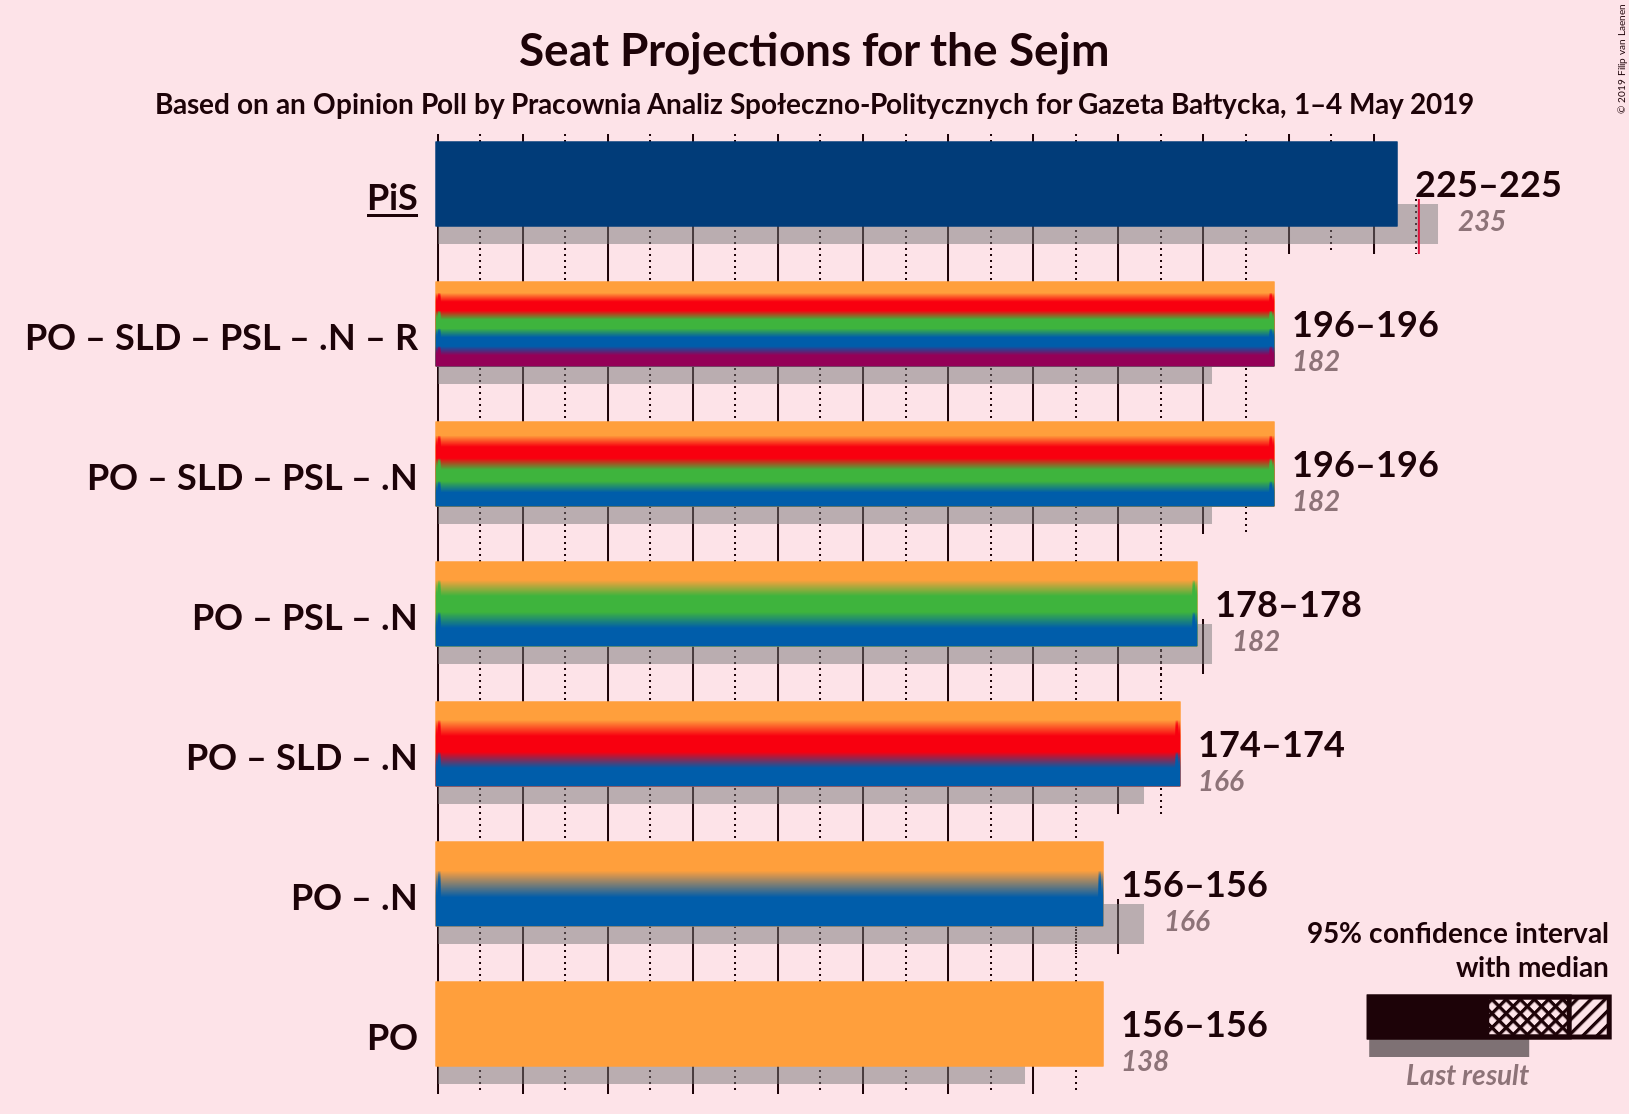 Seat Projections for the Sejm
Based on an Opinion Poll by Pracownia Analiz Społeczno-Politycznych for Gazeta Bałtycka, 1–4 May 2019
© 2019 Filip van Laenen
PiS
225–225
235
PO – SLD – PSL – .N – R
196–196
182
PO – SLD – PSL – .N
196–196
182
PO – PSL – .N
178–178
182
PO – SLD – .N
174–174
166
PO – .N
156–156
166
PO
156–156
138
95% confidence interval
with median
Last result